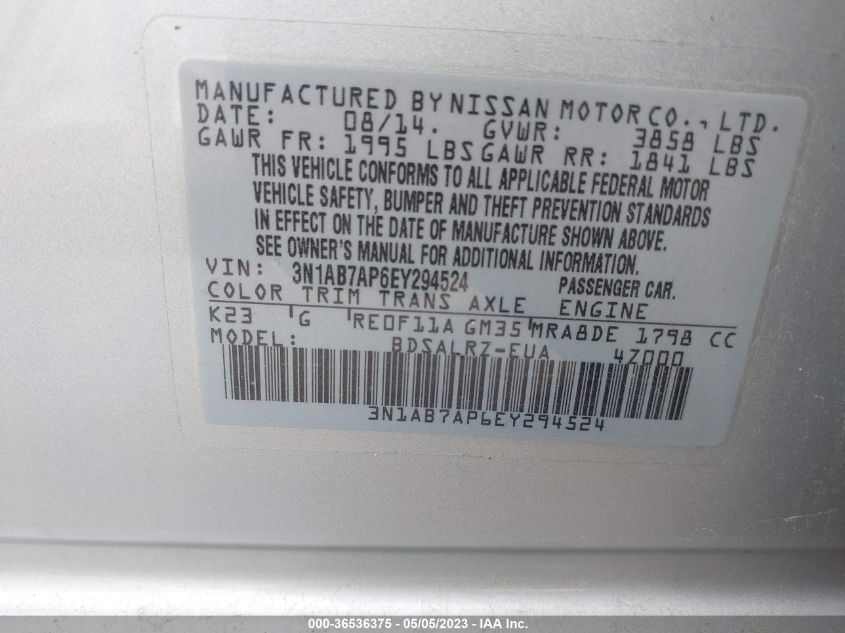 MANUFACTURED BY NISSAN MOTOR CO., LTD.
DATE: 08/14. GVWR: 3858 LBS
GAWR FR: 1995 LBS GAWR RR: 1841 LBS
THIS VEHICLE CONFORMS TO ALL APPLICABLE FEDERAL MOTOR
VEHICLE SAFETY, BUMPER AND THEFT PREVENTION STANDARDS
IN EFFECT ON THE DATE OF MANUFACTURE SHOWN ABOVE.
SEE OWNER'S MANUAL FOR ADDITIONAL INFORMATION.
VIN: 3N1AB7AP6EY294524 PASSENGER CAR.
COLOR TRIM TRANS AXLE ENGINE
K23 G RE0F11A GM35 MRA8DE 1798 CC
MODEL: BDSALRZ-EUA 4Z000
3N1AB7AP6EY294524
000-36536375 - 05/05/2023 - IAA Inc.